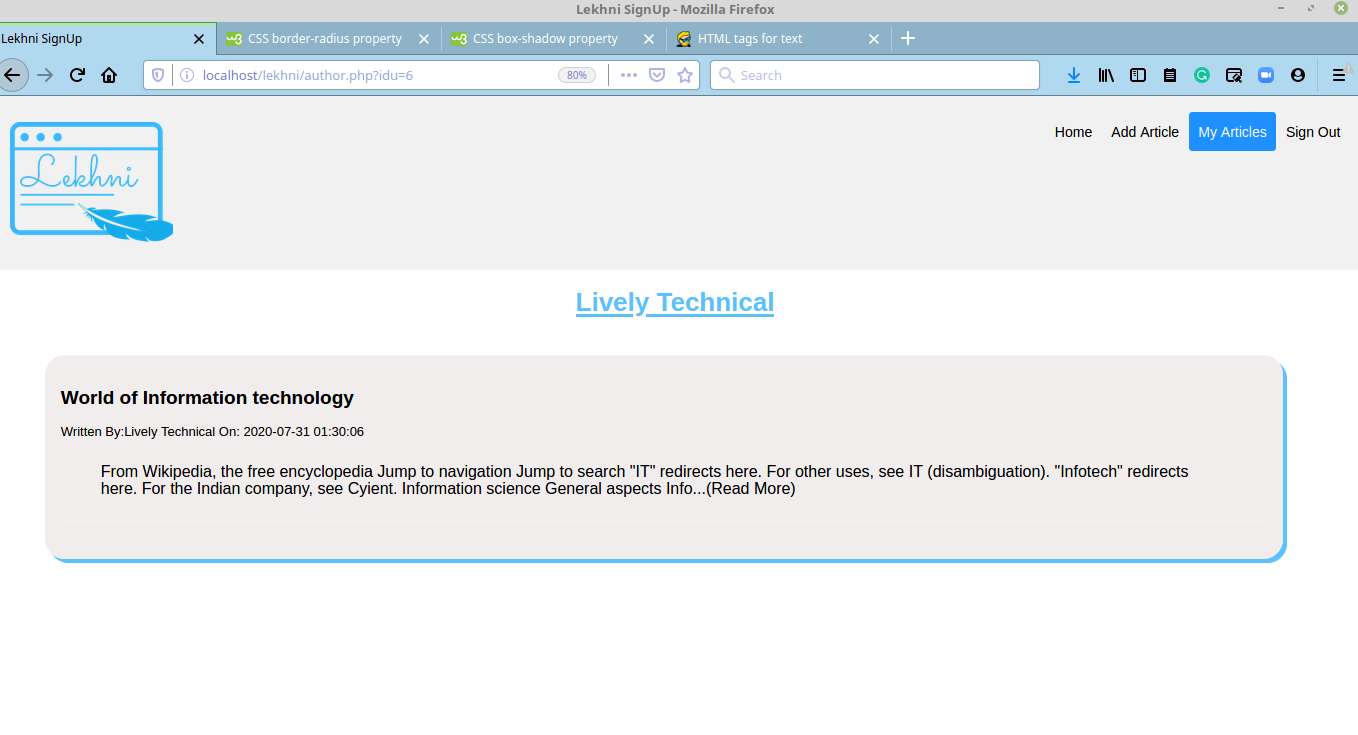 Lekhni SignUp - Mozilla Firefox
Lekhni SignUp
CSS border-radius property
CSS box-shadow property
HTML tags for text
localhost/lekhni/author.php?idu=6
80%
Search
Lekhni
Home
Add Article
My Articles
Sign Out
Lively Technical
World of Information technology
Written By:Lively Technical On: 2020-07-31 01:30:06
From Wikipedia, the free encyclopedia Jump to navigation Jump to search "IT" redirects here. For other uses, see IT (disambiguation). "Infotech" redirects
here. For the Indian company, see Cyient. Information science General aspects Info...(Read More)